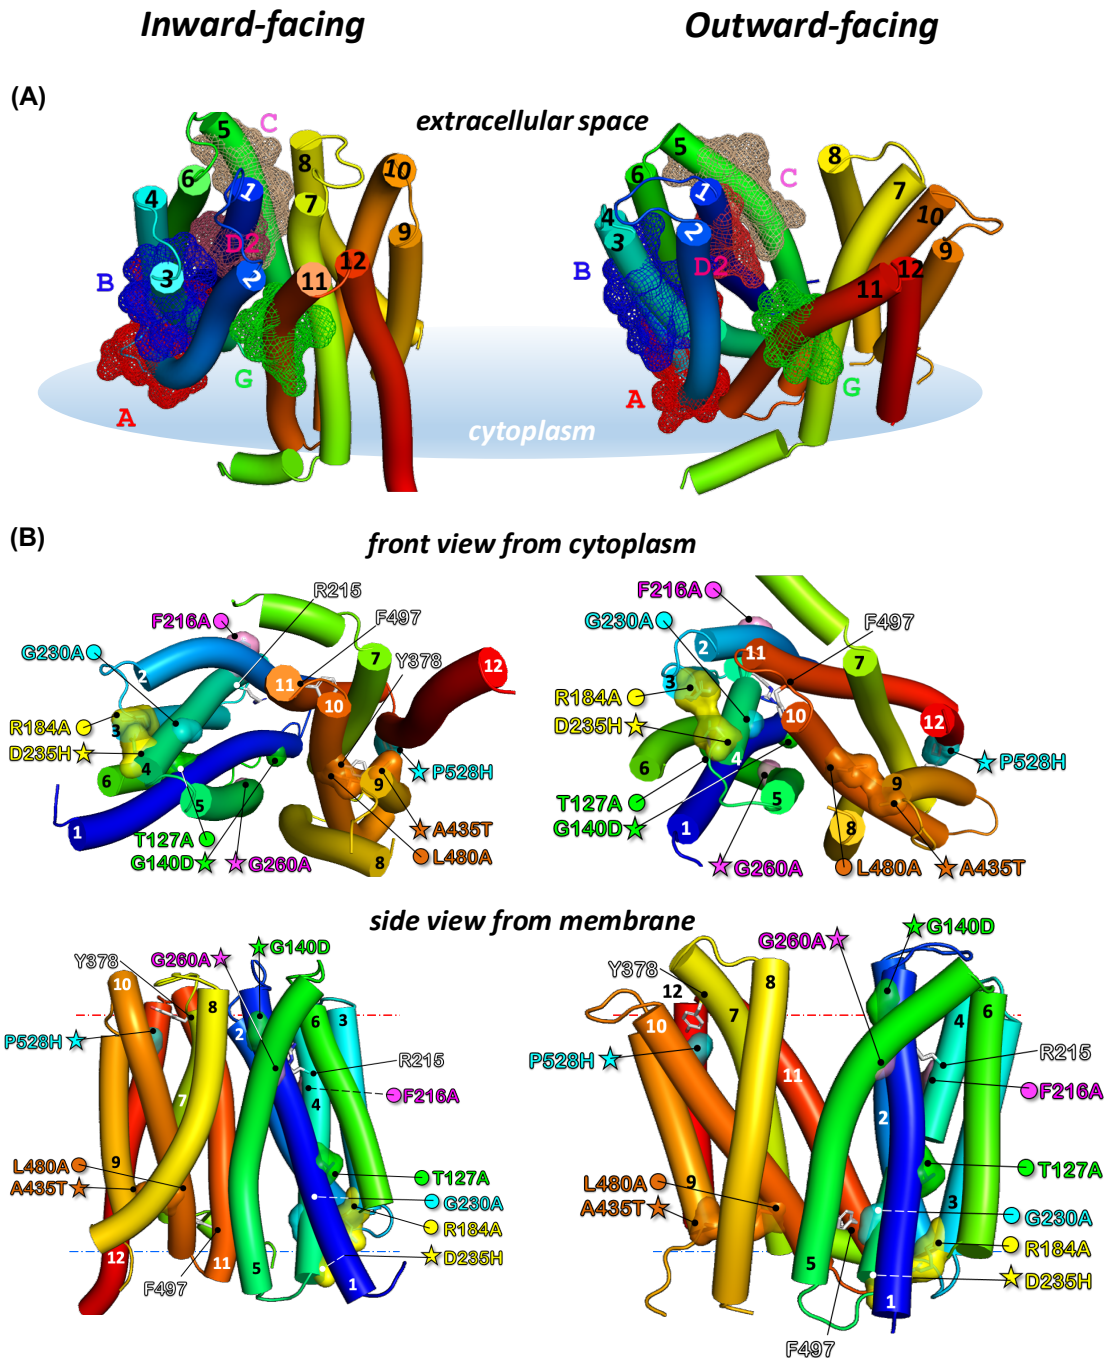 Inward-facing Outward-facing
(A)
extracellular space
5 C 8 10 6 4 1 7 D2 9 B 3 2 11 12 G A
5 C 8 6 1 7 10 4 3 2 9 B D2 12 11 A G
cytoplasm
(B)
front view from cytoplasm
R215
F216A
F497
G230A
Y378
2 7 12 11 10
R184A
3
D235H
4 6 9
P528H
5 1
T127A
A435T
G140D
G260A
L480A
8
F216A
G230A
F497
2 11 7
3
R184A
D235H
10 12
4 6 9
P528H
T127A
5
G140D
1 8
G260A
L480A
A435T
side view from membrane
G140D
G260A
Y378
10 8 2 6 3
P528H
R215
4
F216A
7
9
L480A
A435T
T127A
G230A
R184A
D235H
12 11 5 1
F497
G140D
G260A
Y378
12 8 7 10 4 6
P528H
R215
11
F216A
2
T127A
L480A
9
A435T
3
G230A
R184A
5
D235H
1
F497